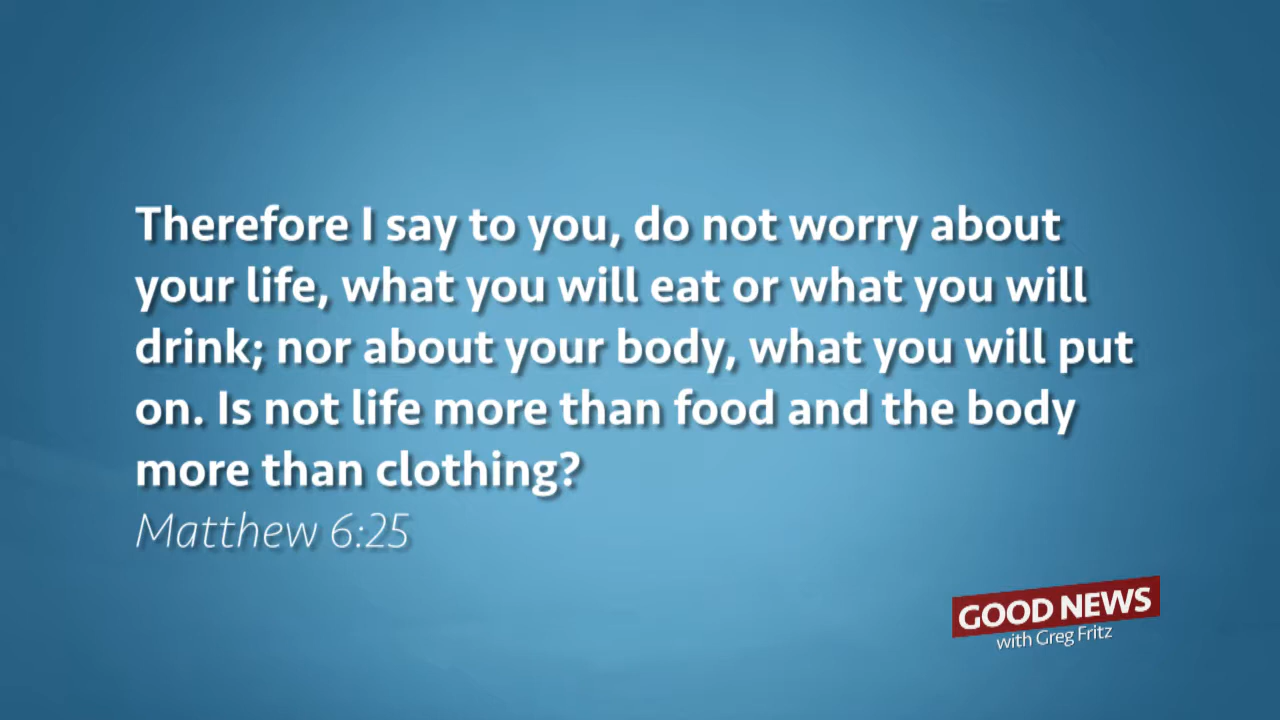 Therefore I say to you, do not worry about
your life, what you will eat or what you will
drink; nor about your body, what you will put
on. Is not life more than food and the body
more than clothing?
Matthew 6:25
GOOD NEWS
with Greg Fritz